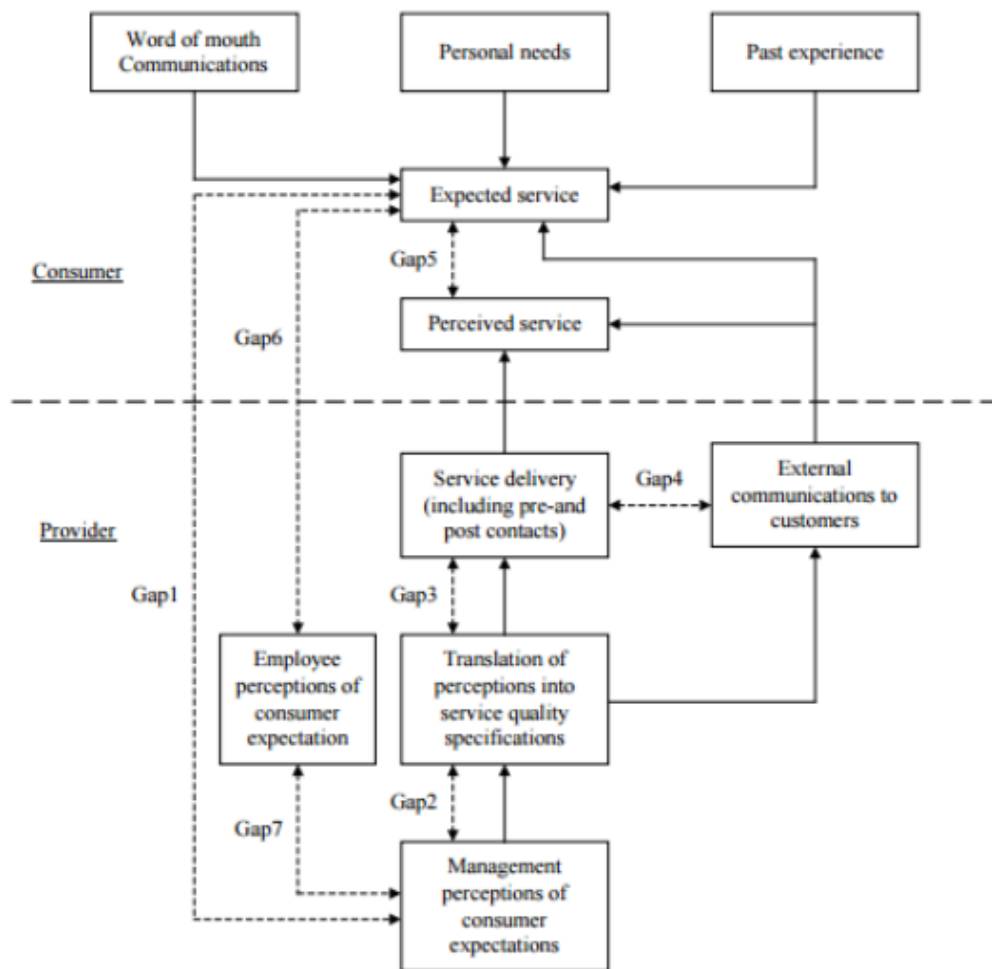 Word of mouth
Communications
Personal needs
Past experience
Expected service
Gap5
Consumer
Perceived service
Gap6
Service delivery
(including pre-and
post contacts)
Gap4
External
communications to
customers
Provider
Gap1
Gap3
Employee
perceptions of
consumer
expectation
Translation of
perceptions into
service quality
specifications
Gap2
Gap7
Management
perceptions of
consumer
expectations